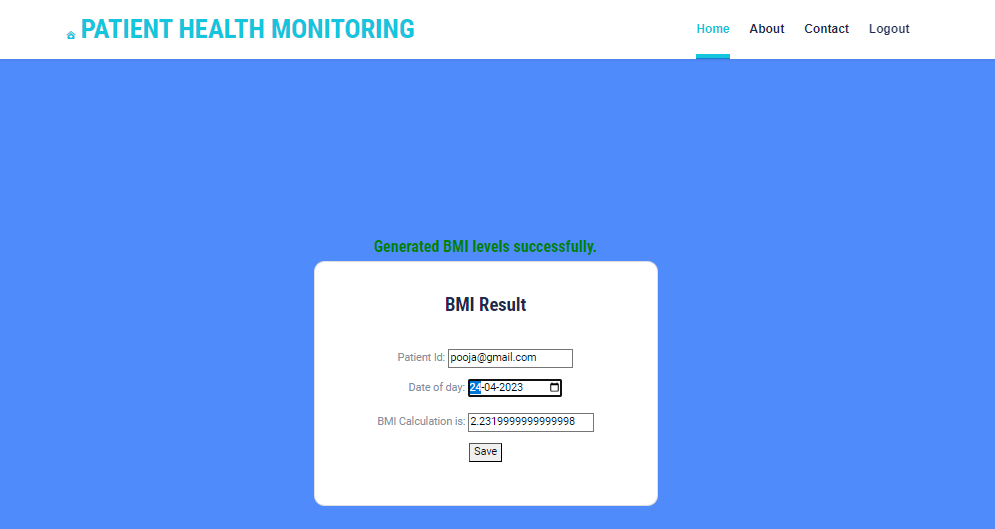 PATIENT HEALTH MONITORING
Home About Contact Logout
Generated BMI levels successfully.
BMI Result
Patient Id: pooja@gmail.com
Date of day: 24-04-2023
BMI Calculation is: 2.2319999999999998
Save